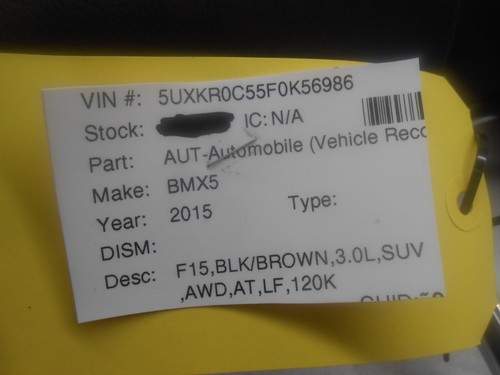 VIN #: 5UXKR0C55F0K56986
Stock: IC: N/A
Part: AUT-Automobile (Vehicle Reco
Make: BMX5
Year: 2015 Type:
DISM:
Desc: F15,BLK/BROWN,3.0L,SUV
,AWD,AT,LF,120K